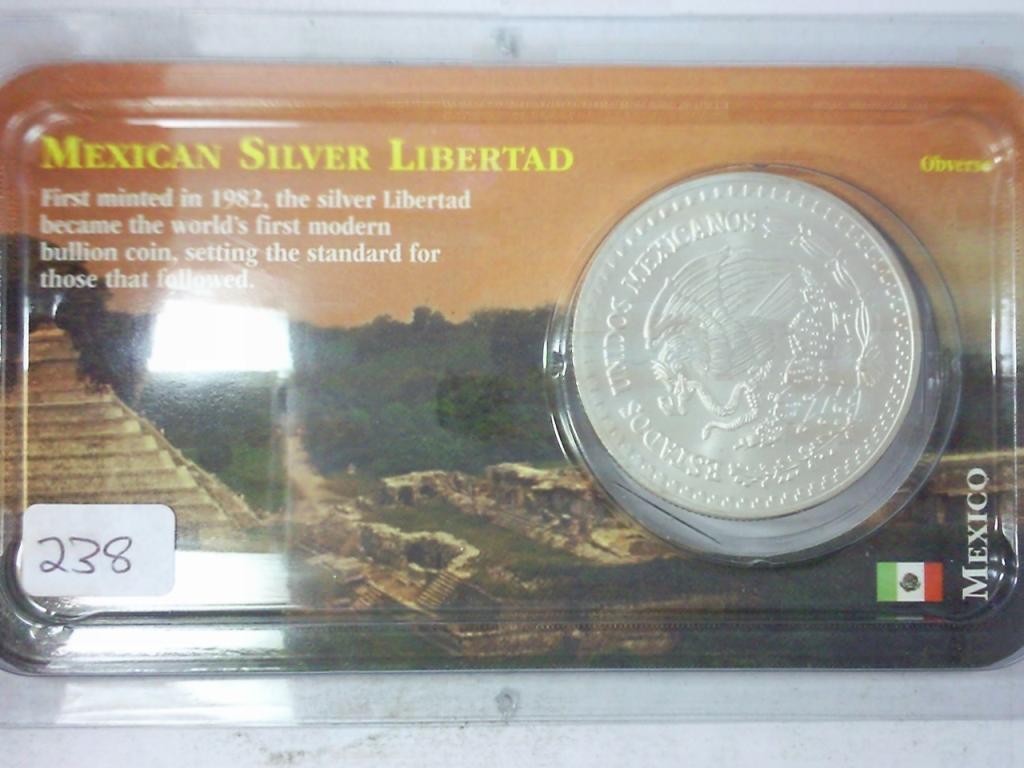 MEXICAN SILVER LIBERTAD
First minted in 1982, the silver Libertad
became the world's first modern
bullion coin, setting the standard for
those that followed.
Obverse
ESTADOS UNIDOS MEXICANOS
238
MEXICO